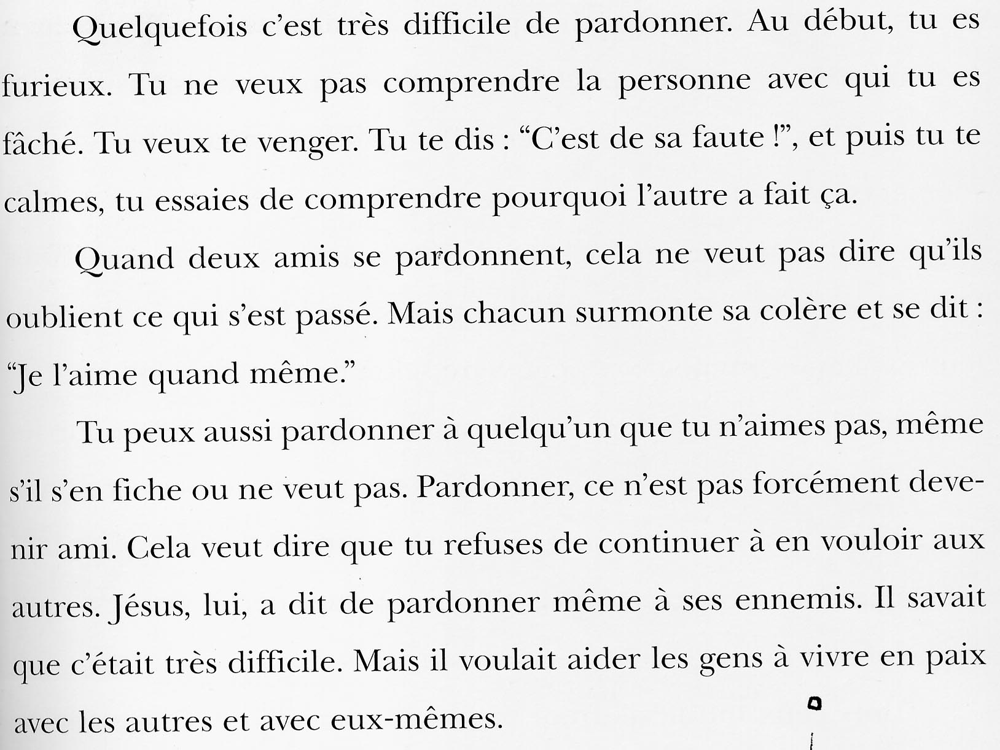 Quelquefois c’est très difficile de pardonner. Au début, tu es
furieux. Tu ne veux pas comprendre la personne avec qui tu es
fâché. Tu veux te venger. Tu te dis : “C’est de sa faute !”, et puis tu te
calmes, tu essaies de comprendre pourquoi l’autre a fait ça.
Quand deux amis se pardonnent, cela ne veut pas dire qu’ils
oublient ce qui s’est passé. Mais chacun surmonte sa colère et se dit :
“Je l’aime quand même.”
Tu peux aussi pardonner à quelqu’un que tu n’aimes pas, même
s’il s’en fiche ou ne veut pas. Pardonner, ce n’est pas forcément deve-
nir ami. Cela veut dire que tu refuses de continuer à en vouloir aux
autres. Jésus, lui, a dit de pardonner même à ses ennemis. Il savait
que c’était très difficile. Mais il voulait aider les gens à vivre en paix
avec les autres et avec eux-mêmes.